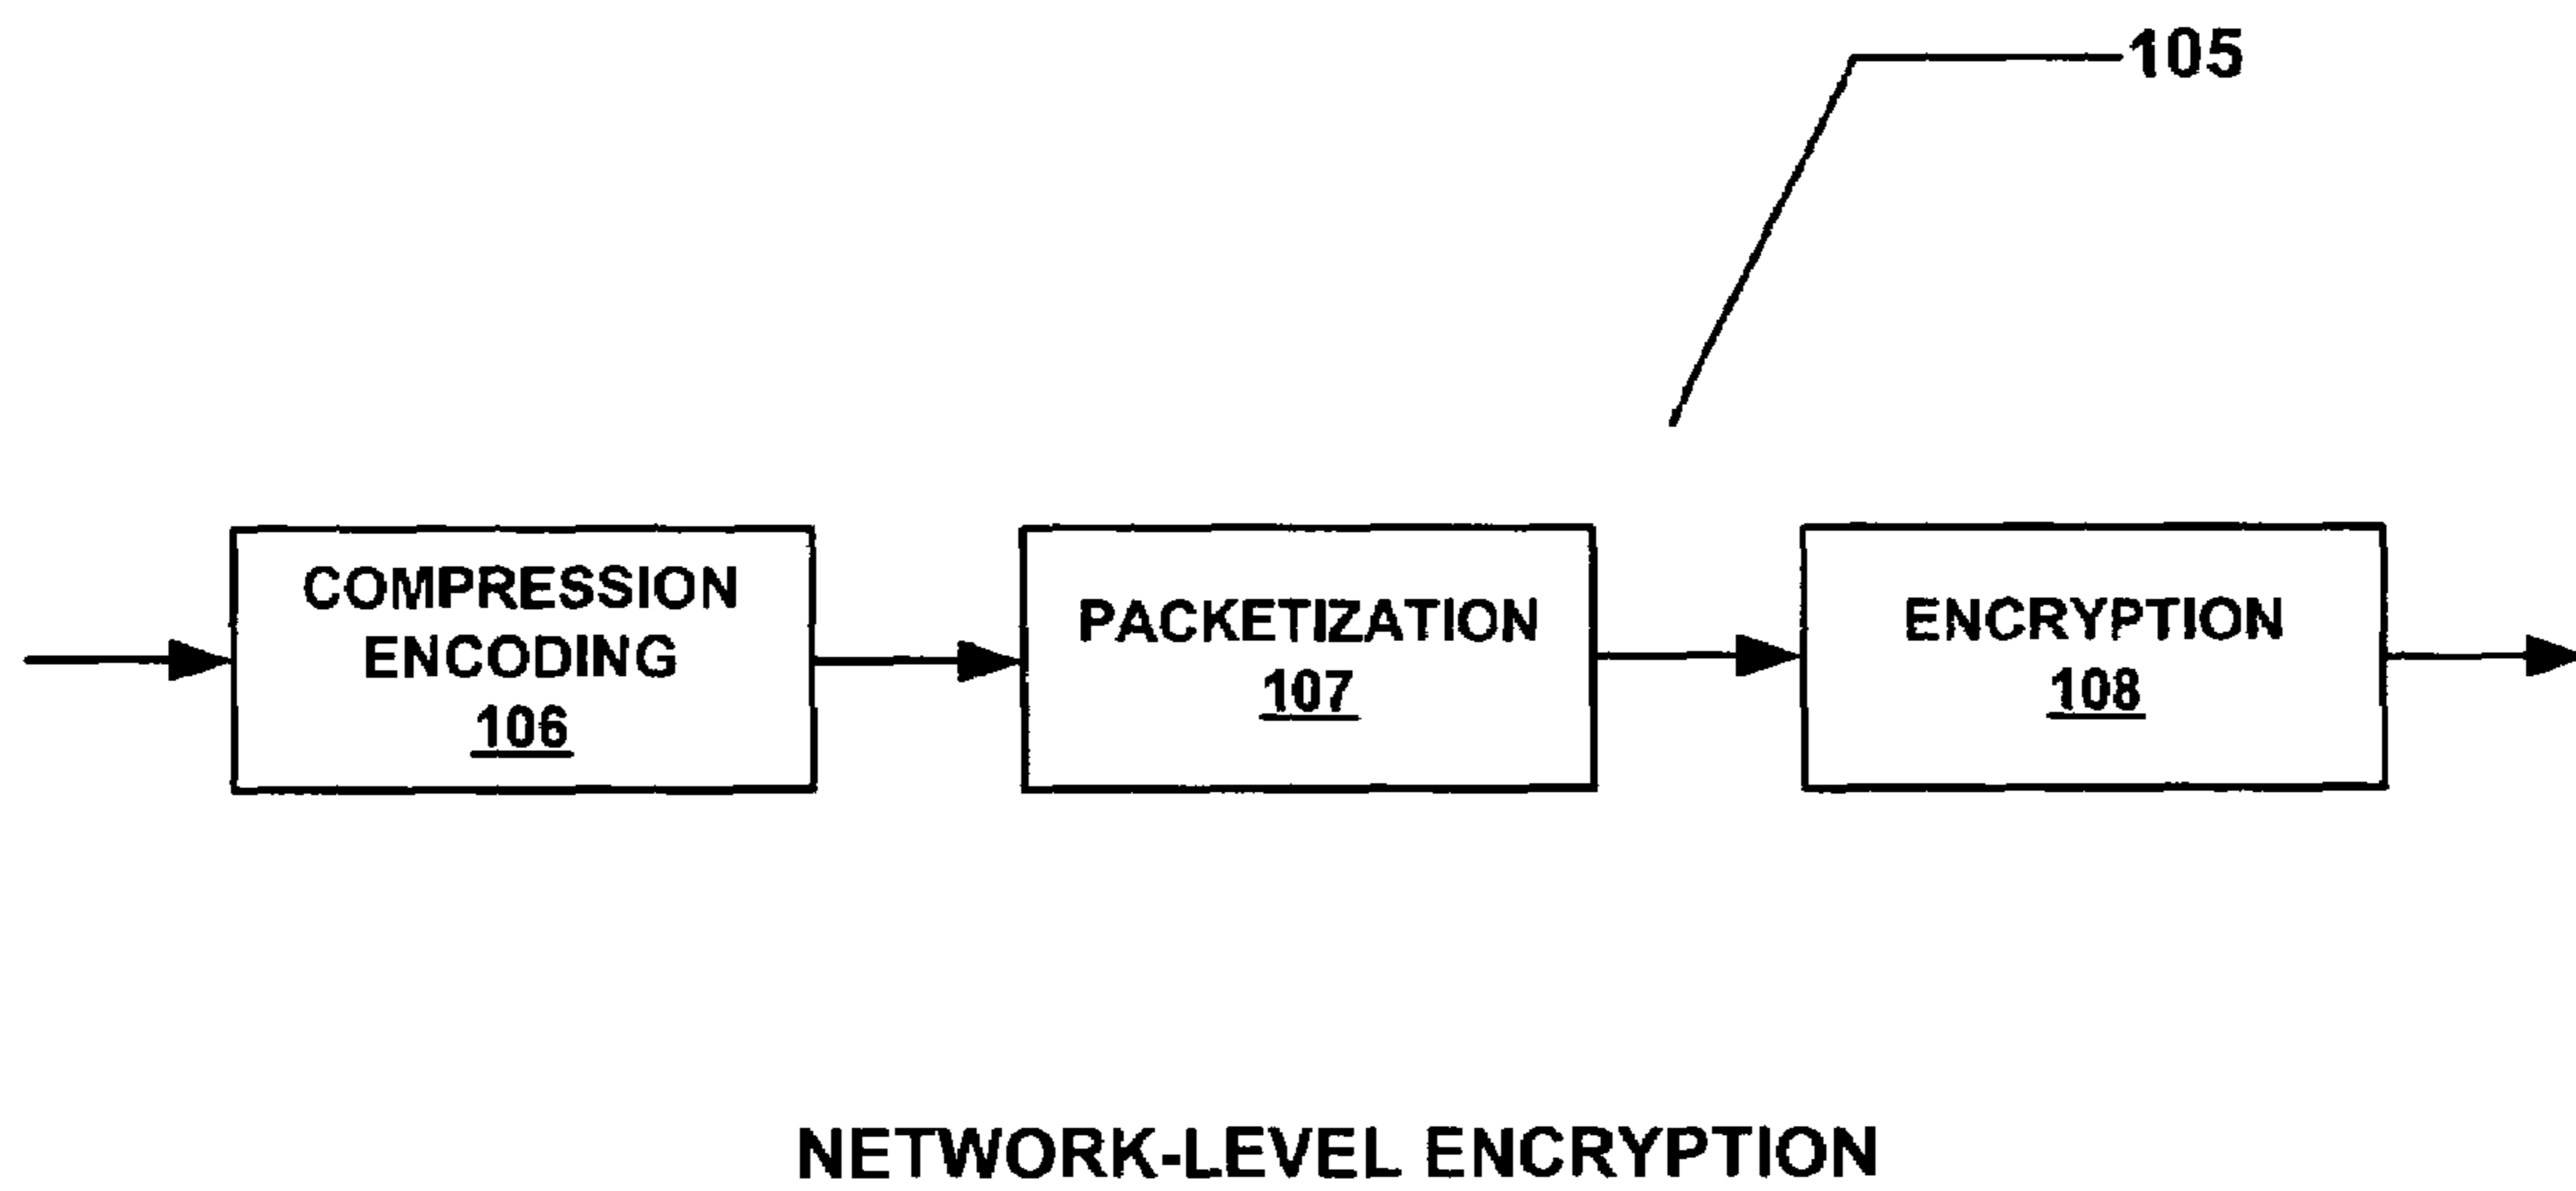 105
COMPRESSION
ENCODING
106
PACKETIZATION
107
ENCRYPTION
108
NETWORK-LEVEL ENCRYPTION